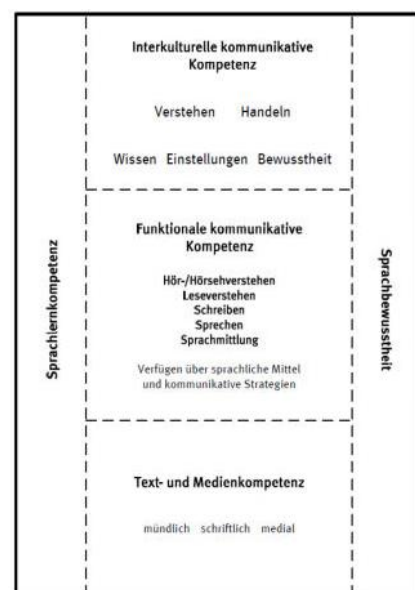 Sprachlernkompetenz
Interkulturelle kommunikative
Kompetenz
Verstehen Handeln
Wissen Einstellungen Bewusstheit
Funktionale kommunikative
Kompetenz
Hör-/Hörsehverstehen
Leseverstehen
Schreiben
Sprechen
Sprachmittlung
Verfügen über sprachliche Mittel
und kommunikative Strategien
Text- und Medienkompetenz
mündlich schriftlich medial
Sprachbewusstheit